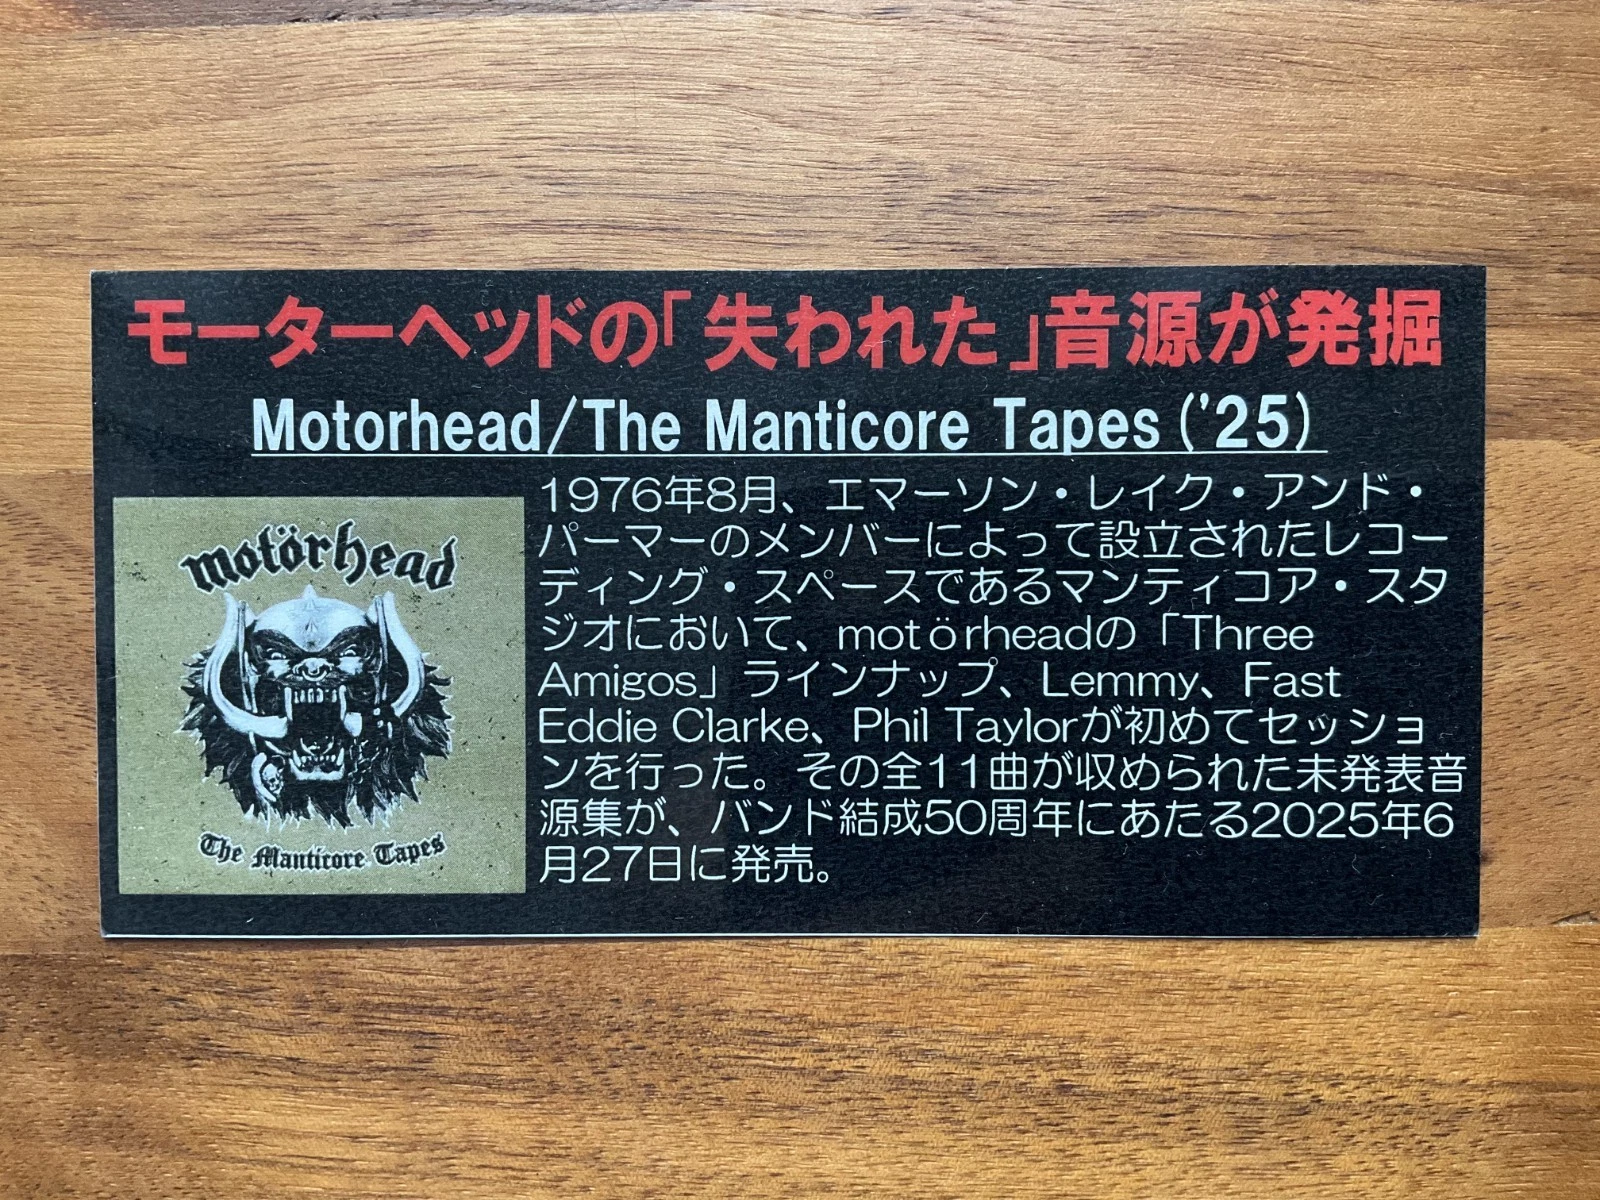 モーターヘッドの「失われた」音源が発掘
Motorhead/The Manticore Tapes('25)
motörhead
The Manticore Tapes
1976年8月、エマーソン・レイク・アンド・
パーマーのメンバーによって設立されたレコー
ディング・スペースであるマンティコア・スタ
ジオにおいて、motörheadの「Three
Amigos」ラインナップ、Lemmy、Fast
Eddie Clarke、Phil Taylorが初めてセッショ
ンを行った。その全11曲が収められた未発表音
源集が、バンド結成50周年にあたる2025年6
月27日に発売。